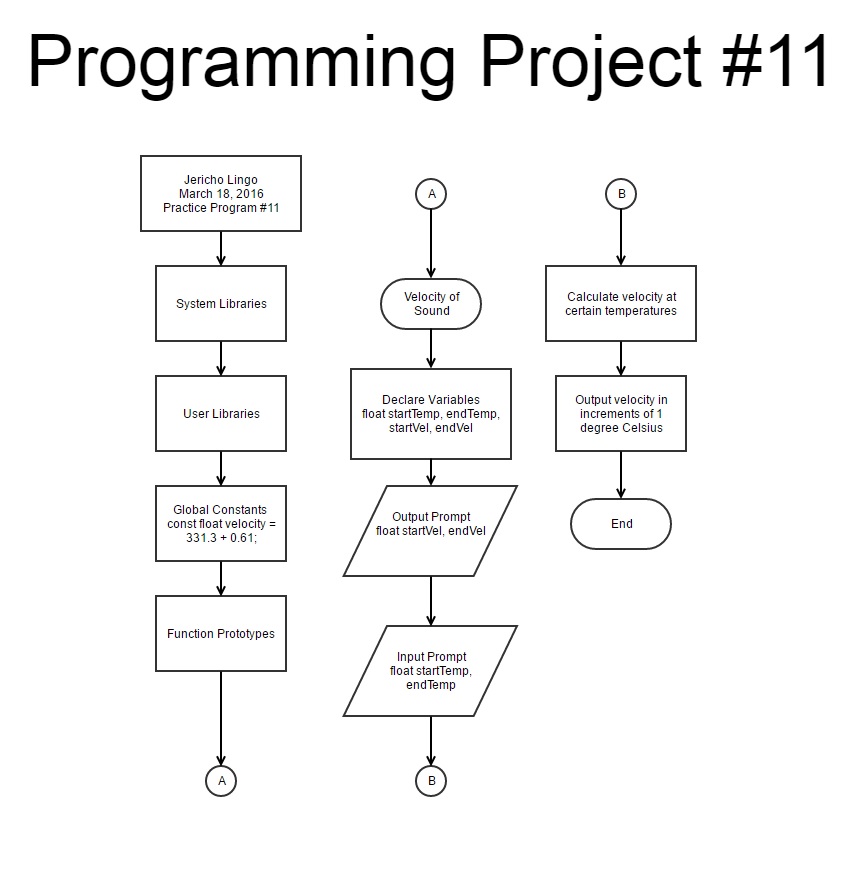 Programming Project #11
Jericho Lingo
March 18, 2016
Practice Program #11
System Libraries
User Libraries
Global Constants
const float velocity =
331.3 + 0.61;
Function Prototypes
A
A
Velocity of
Sound
Declare Variables
float startTemp, endTemp,
startVel, endVel
Output Prompt
float startVel, endVel
Input Prompt
float startTemp,
endTemp
B
B
Calculate velocity at
certain temperatures
Output velocity in
increments of 1
degree Celsius
End